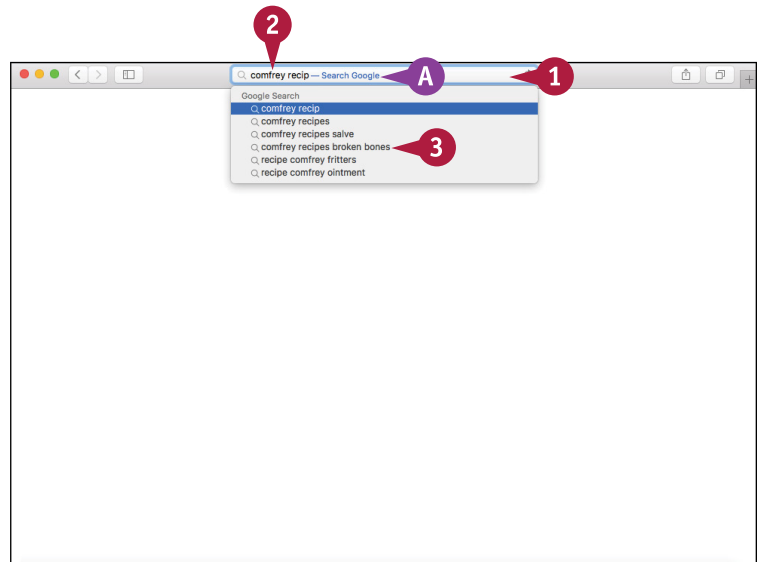 2
comfrey recip — Search Google
A
1
Google Search
comfrey recip
comfrey recipes
comfrey recipes salve
comfrey recipes broken bones
3
recipe comfrey fritters
recipe comfrey ointment